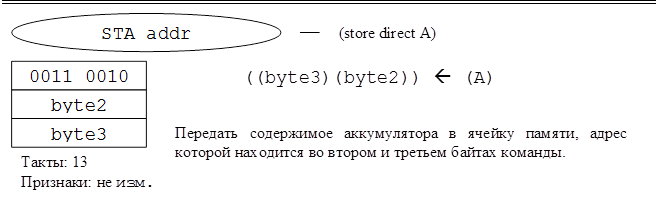 STA addr — (store direct A)
0011 0010 ((byte3)(byte2)) ← (A)
byte2
byte3
Передать содержимое аккумулятора в ячейку памяти, адрес
которой находится во втором и третьем байтах команды.
Такты: 13
Признаки: не изм.